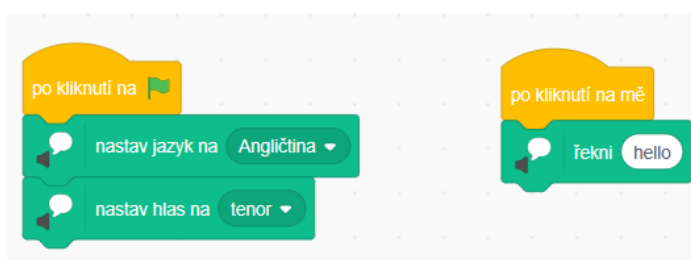 po kliknutí na
nastav jazyk na Angličtina
nastav hlas na tenor
po kliknutí na mě
řekni hello